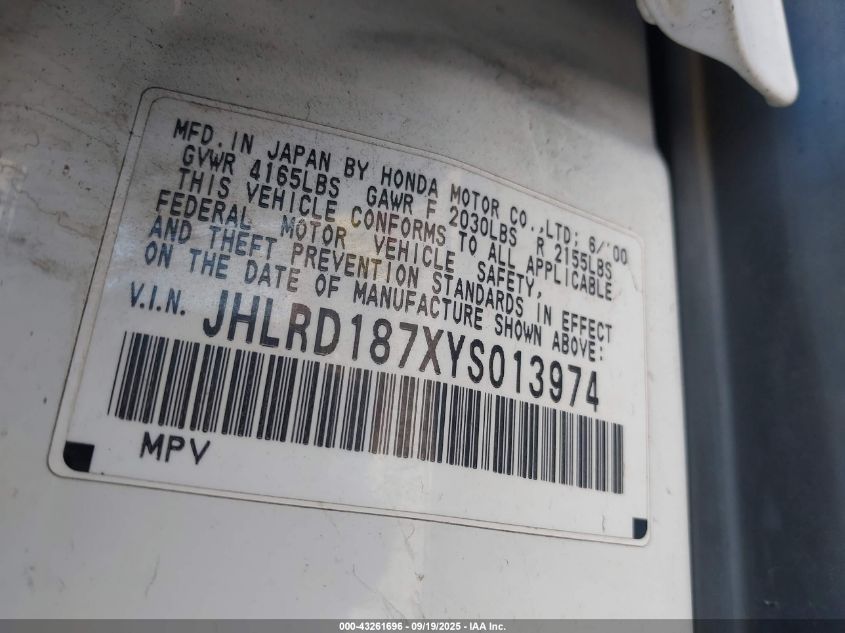 MFD. IN JAPAN BY HONDA MOTOR CO.,LTD; 6/'00
GVWR 4165LBS GAWR F 2030LBS R 2155LBS
THIS VEHICLE CONFORMS TO ALL APPLICABLE
FEDERAL MOTOR VEHICLE SAFETY,
AND THEFT PREVENTION STANDARDS IN EFFECT
ON THE DATE OF MANUFACTURE SHOWN ABOVE:
V.I.N. JHLRD187XYS013974
MPV
000-43261696 - 09/19/2025 - IAA Inc.